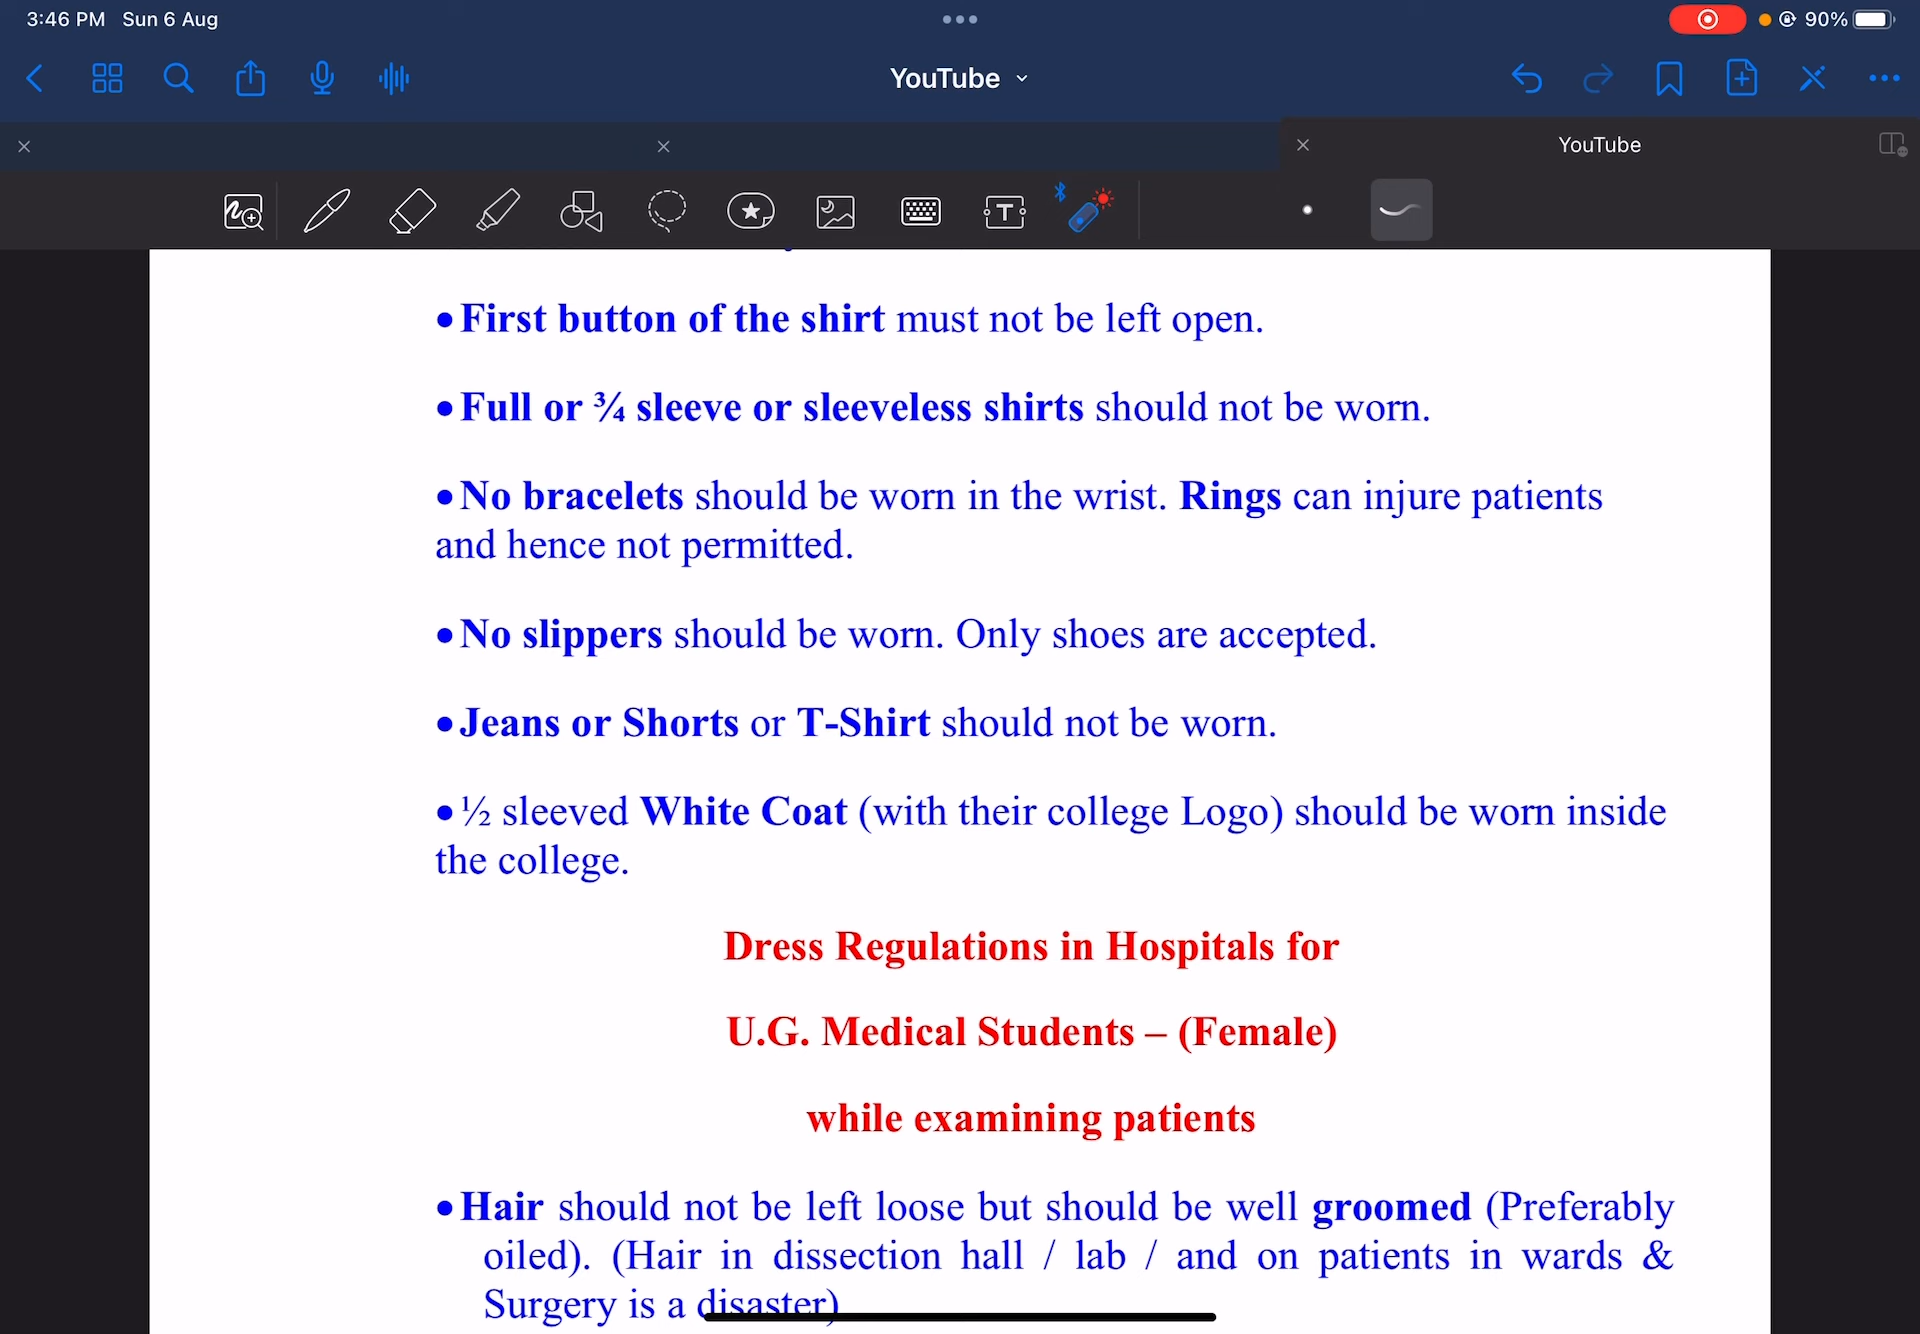 3:46 PM Sun 6 Aug
90%
YouTube
YouTube
• First button of the shirt must not be left open.
• Full or ¾ sleeve or sleeveless shirts should not be worn.
• No bracelets should be worn in the wrist. Rings can injure patients
and hence not permitted.
• No slippers should be worn. Only shoes are accepted.
• Jeans or Shorts or T-Shirt should not be worn.
• ½ sleeved White Coat (with their college Logo) should be worn inside
the college.
Dress Regulations in Hospitals for
U.G. Medical Students – (Female)
while examining patients
• Hair should not be left loose but should be well groomed (Preferably
oiled). (Hair in dissection hall / lab / and on patients in wards &
Surgery is a disaster)